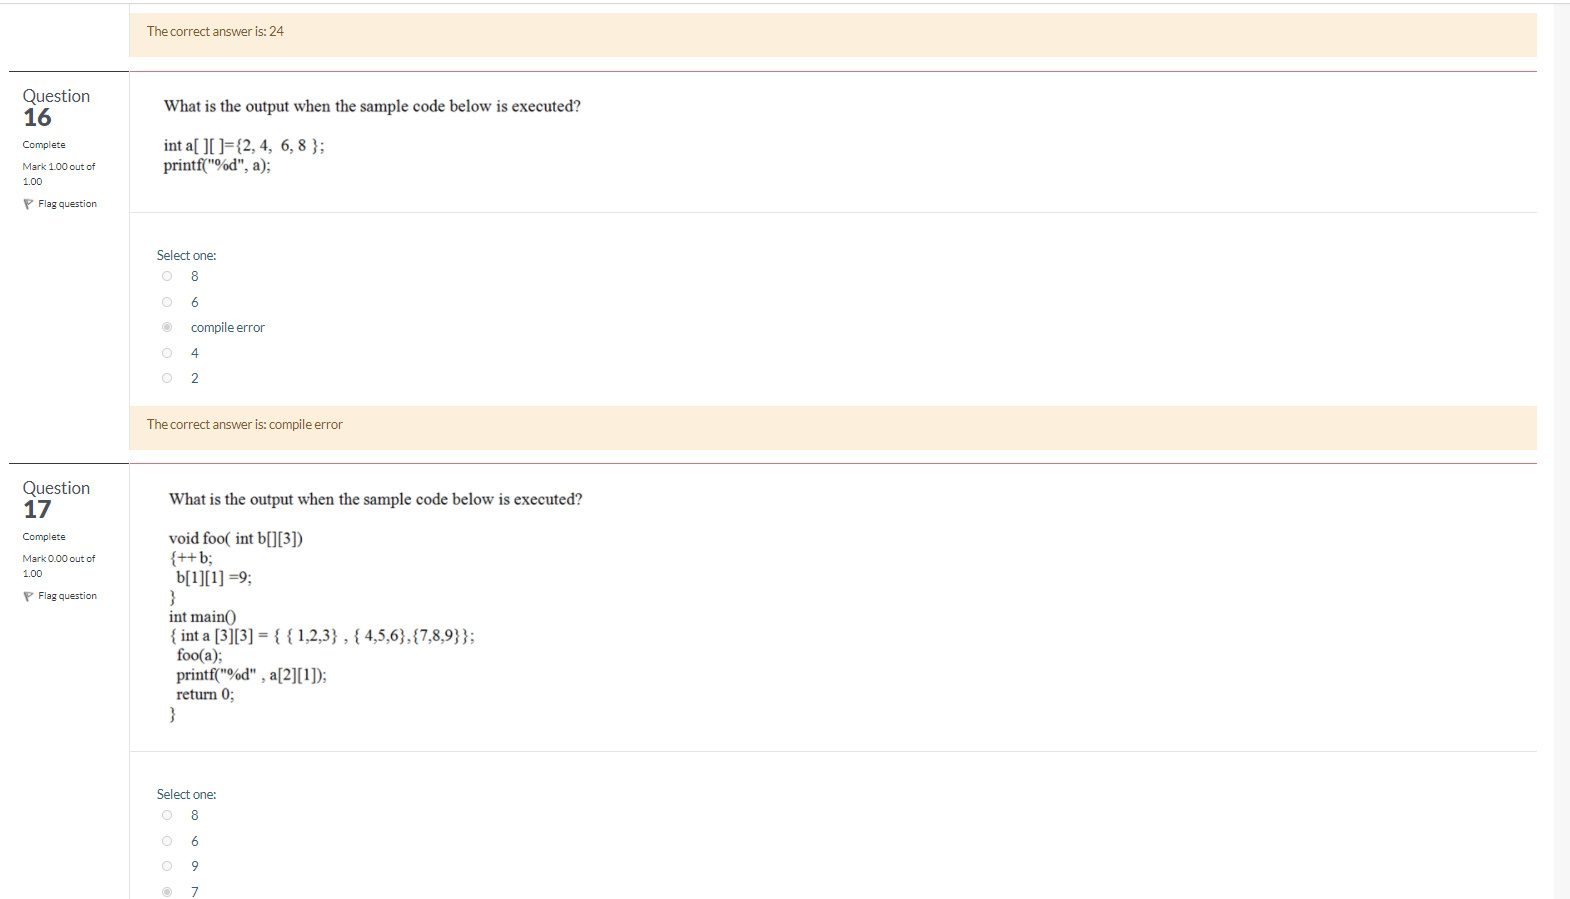 The correct answer is: 24
Question
16
Complete
Mark 1.00 out of
1.00
Flag question
What is the output when the sample code below is executed?
int a[ ][ ]={2, 4,  6, 8 };
printf("%d", a);
Select one:
8
6
compile error
4
2
The correct answer is: compile error
Question
17
Complete
Mark 0.00 out of
1.00
Flag question
What is the output when the sample code below is executed?
void foo( int b[][3])
{++b;
b[1][1] =9;
}
int main()
{ int a [3][3] = { { 1,2,3} , { 4,5,6},{7,8,9}};
foo(a);
printf("%d" , a[2][1]);
return 0;
}
Select one:
8
6
9
7